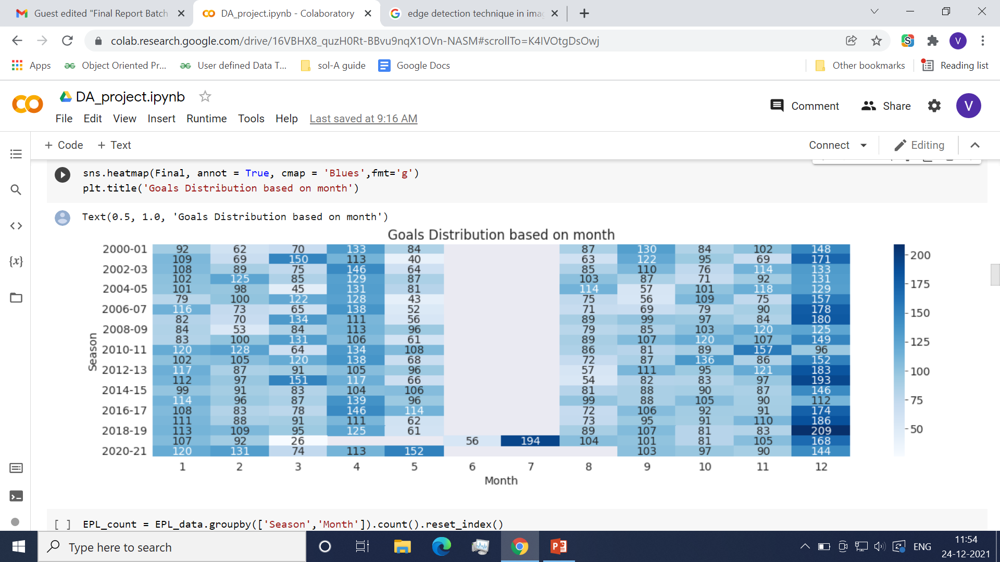 Guest edited "Final Report Batch
DA_project.ipynb - Colaboratory
edge detection technique in ima
colab.research.google.com/drive/16VBHX8_quzH0Rt-BBvu9nqX1OVn-NASM#scrollTo=K4IVOtgDsOwj
V
Apps
Object Oriented Pr...
User defined Data T...
sol-A guide
Google Docs
Other bookmarks
Reading list
DA_project.ipynb
Comment
Share
V
File Edit View Insert Runtime Tools Help Last saved at 9:16 AM
+ Code + Text
Connect
Editing
sns.heatmap(Final, annot = True, cmap = 'Blues',fmt='g')
plt.title('Goals Distribution based on month')
Text(0.5, 1.0, 'Goals Distribution based on month')
{x}
Goals Distribution based on month
Season
2000-01 92 62 70 133 84 87 130 84 102 148
109 69 150 113 40 63 122 95 69 171
2002-03 108 89 75 146 64 85 110 76 114 133
102 125 85 129 87 103 87 71 92 131
2004-05 101 98 45 131 81 114 57 101 118 129
79 100 122 128 43 75 56 109 75 157
2006-07 116 73 65 138 52 71 69 79 90 178
82 70 134 111 56 89 99 97 84 180
2008-09 84 53 84 113 96 79 85 103 120 125
83 100 131 106 61 89 107 120 107 149
2010-11 120 128 64 134 108 86 81 89 157 96
102 105 120 138 68 72 87 136 86 152
2012-13 117 87 91 105 96 57 111 95 121 183
112 97 151 117 66 54 82 83 97 193
2014-15 99 91 83 104 106 81 88 90 87 146
114 96 87 139 96 99 88 105 90 112
2016-17 108 83 78 146 114 72 106 92 91 174
111 88 91 111 62 73 95 91 110 186
2018-19 113 109 95 125 61 89 107 81 83 209
107 92 26 56 194 104 101 81 105 168
2020-21 120 131 74 113 152 103 97 90 144
1 2 3 4 5 6 7 8 9 10 11 12
Month
200
175
150
125
100
75
50
[ ] EPL_count = EPL_data.groupby(['Season','Month']).count().reset_index()
Type here to search
ENG
11:54
24-12-2021